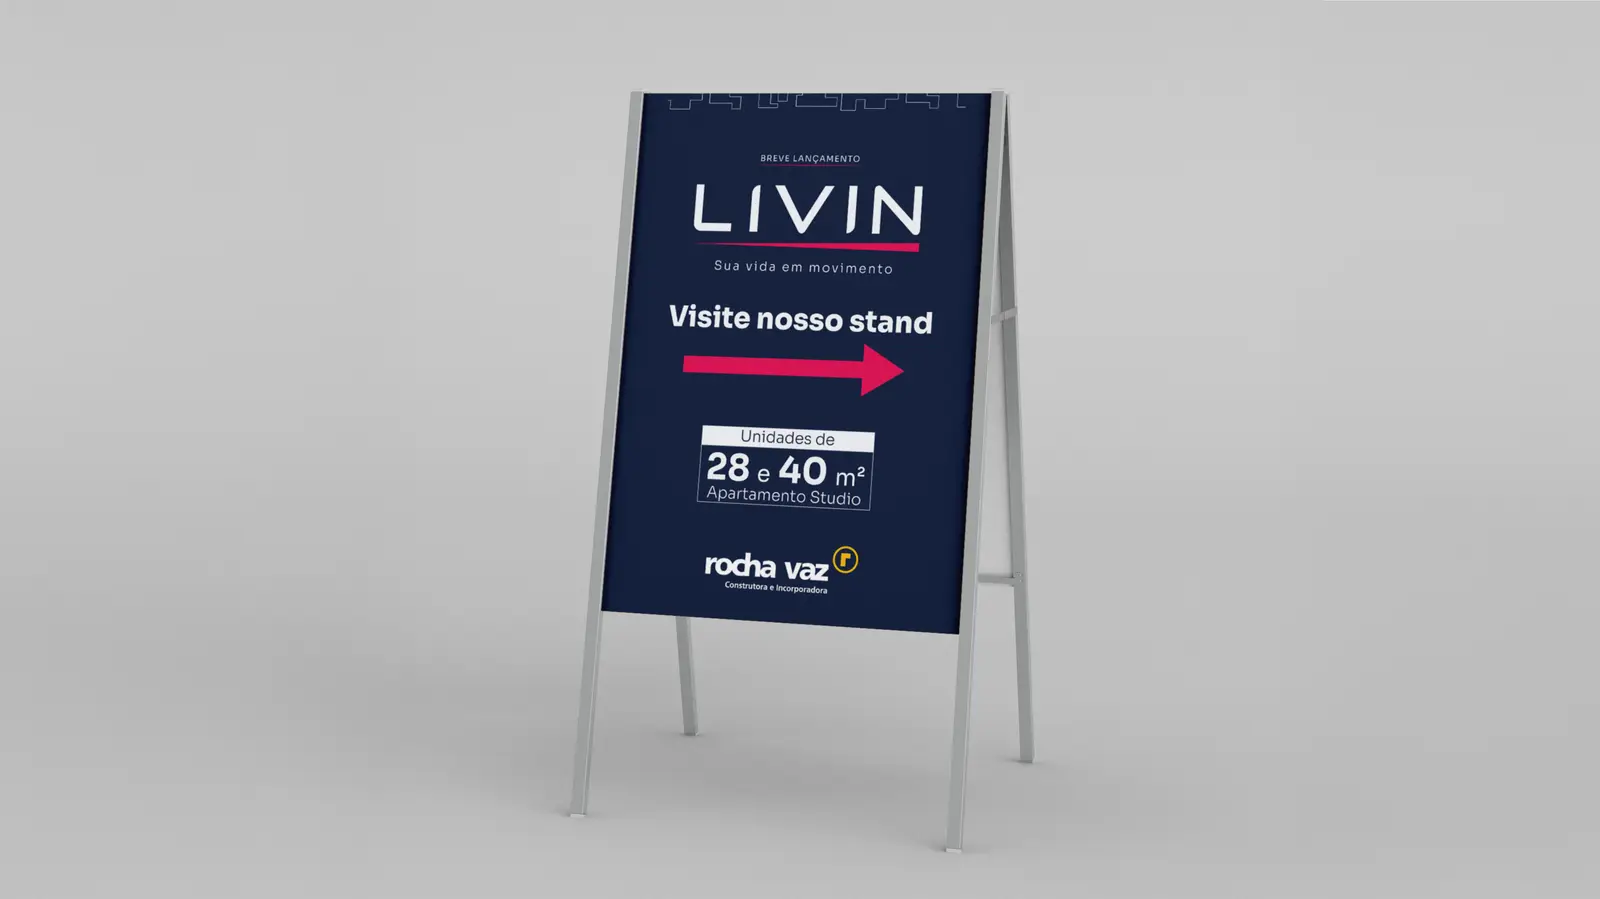 BREVE LANÇAMENTO
LIVIN
Sua vida em movimento
Visite nosso stand
Unidades de
28 e 40 m²
Apartamento Studio
rocha vaz r
Construtora e Incorporadora